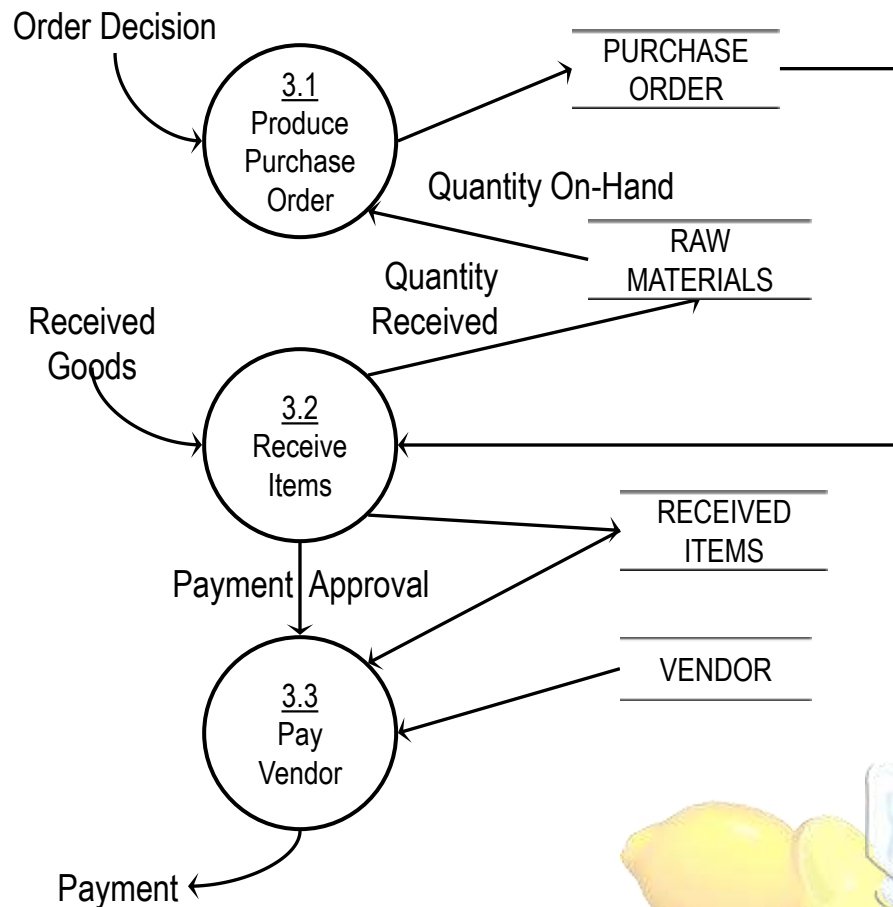 Order Decision
3.1
Produce
Purchase
Order
PURCHASE
ORDER
Quantity On-Hand
RAW
MATERIALS
Quantity
Received
Received
Goods
3.2
Receive
Items
RECEIVED
ITEMS
Payment Approval
VENDOR
3.3
Pay
Vendor
Payment